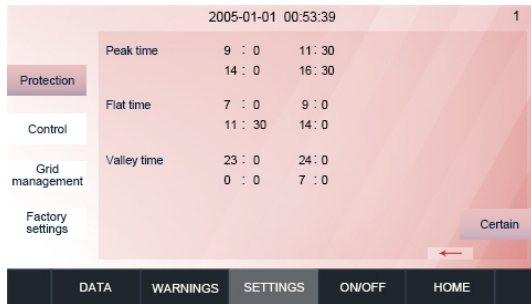 2005-01-01 00:53:39 1
Peak time 9 : 0 11 : 30
14 : 0 16 : 30
Protection
Flat time 7 : 0 9 : 0
11 : 30 14 : 0
Control
Valley time 23 : 0 24 : 0
0 : 0 7 : 0
Grid
management
Factory
settings
Certain
DATA WARNINGS SETTINGS ON/OFF HOME